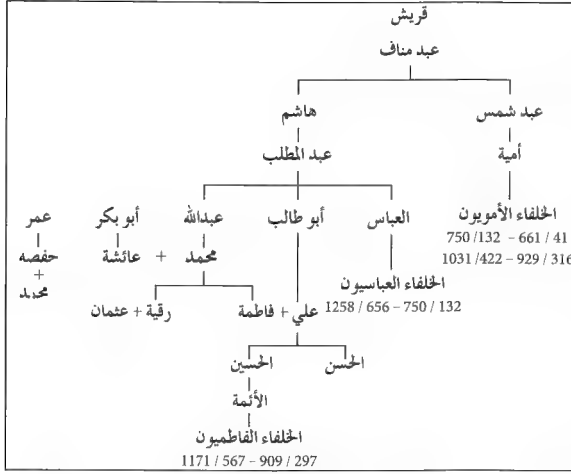 قريش
عبد مناف
عبد شمس
هاشم
أمية
عبد المطلب
الخلفاء الأمويون
41 / 661 – 132/ 750
316 / 929 – 422/ 1031
العباس
أبو طالب
عبدالله
أبو بكر
عمر
محمد + عائشة
حفصه
+
محمد
الخلفاء العباسيون
132 / 750 – 656 / 1258
علي + فاطمة
رقية + عثمان
الحسن
الحسين
الأئمة
الخلفاء الفاطميون
297 / 909 – 567 / 1171